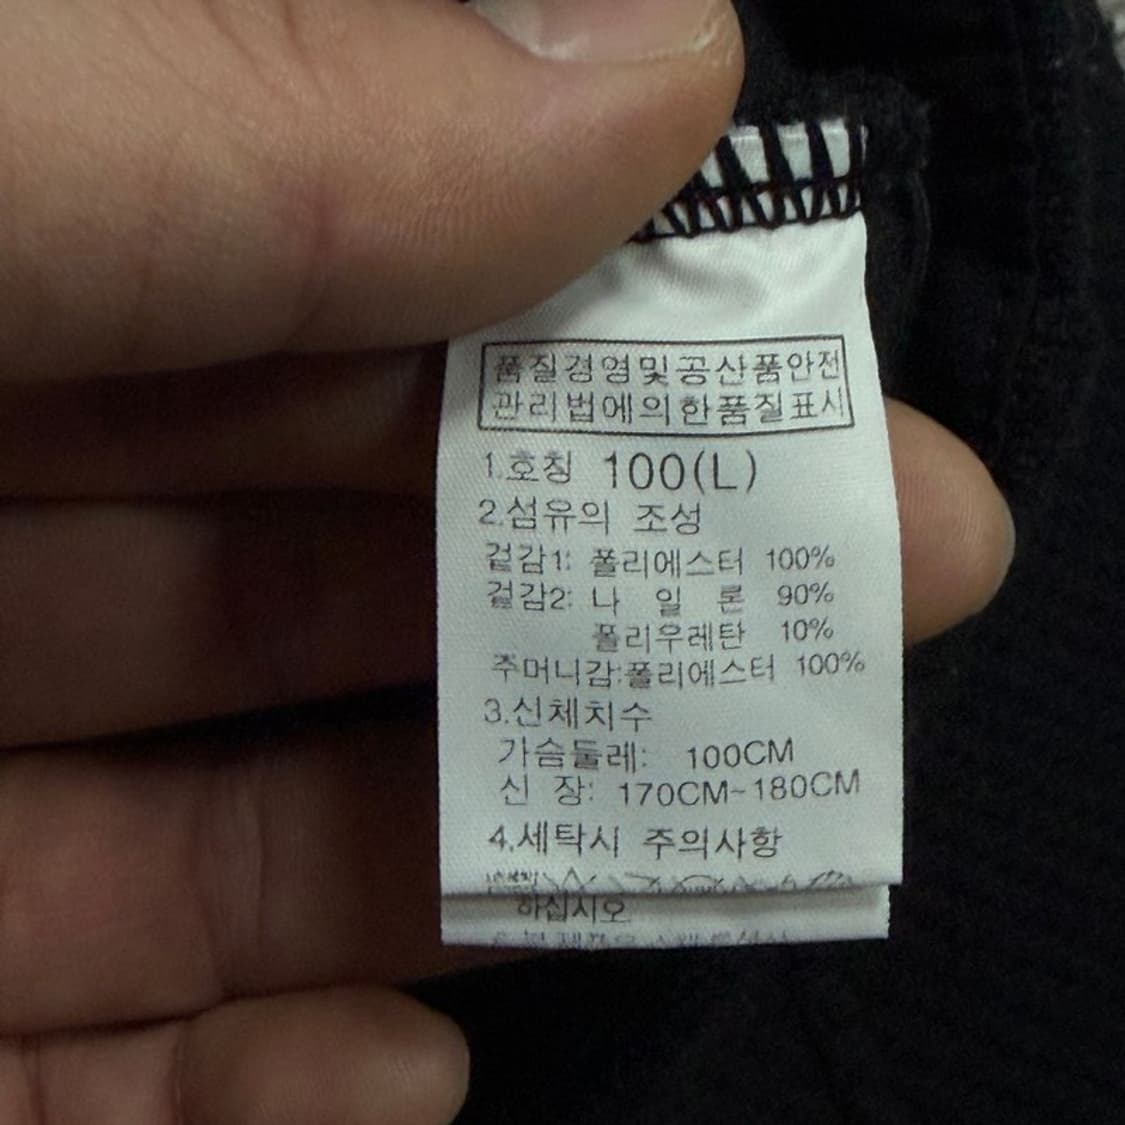 품질경영및공산품안전
관리법에의한품질표시
1.호칭 100(L)
2.섬유의 조성
겉감1: 폴리에스터 100%
겉감2: 나 일 론 90%
폴리우레탄 10%
주머니감:폴리에스터 100%
3.신체치수
가슴둘레: 100CM
신 장: 170CM~180CM
4.세탁시 주의사항
하십시오